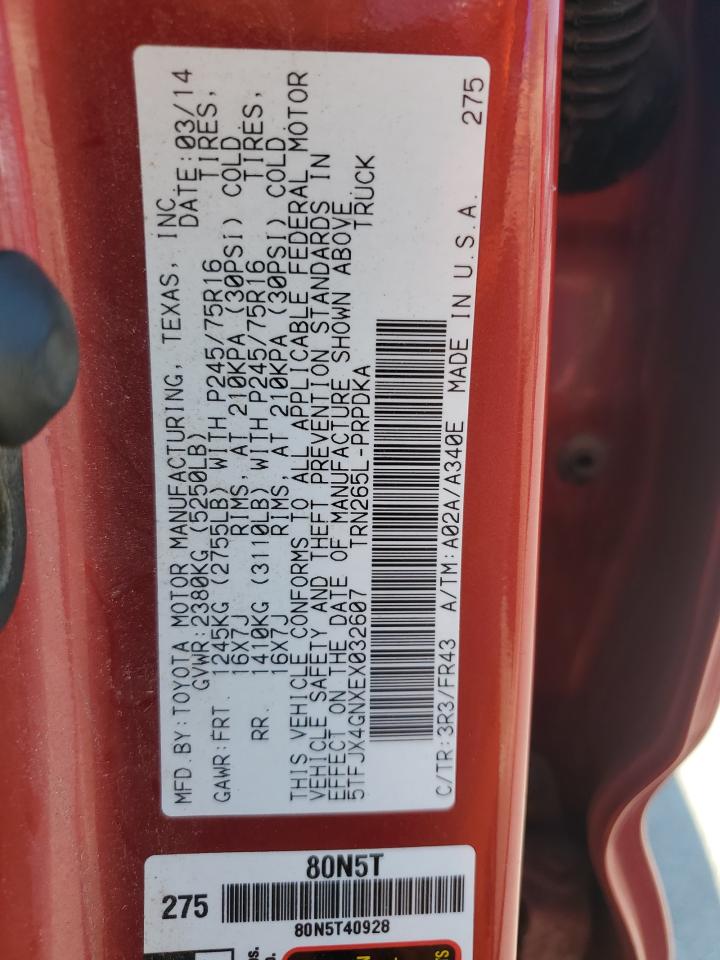 MFD.BY:TOYOTA MOTOR MANUFACTURING, TEXAS, INC.
GVWR:2380KG (5250LB) DATE:03/14
GAWR:FRT. 1245KG (2755LB) WITH P245/75R16 TIRES,
16X7J RIMS, AT 210KPA (30PSI) COLD
RR. 1410KG (3110LB) WITH P245/75R16 TIRES,
16X7J RIMS, AT 210KPA (30PSI) COLD
THIS VEHICLE CONFORMS TO ALL APPLICABLE FEDERAL MOTOR
VEHICLE SAFETY AND THEFT PREVENTION STANDARDS IN
EFFECT ON THE DATE OF MANUFACTURE SHOWN ABOVE
5TFJX4GNXEX032607 TRN265L-PRPDKA TRUCK
C/TR:3R3/FR43 A/TM:A02A/A340E MADE IN U.S.A. 275
80N5T
275
80N5T40928